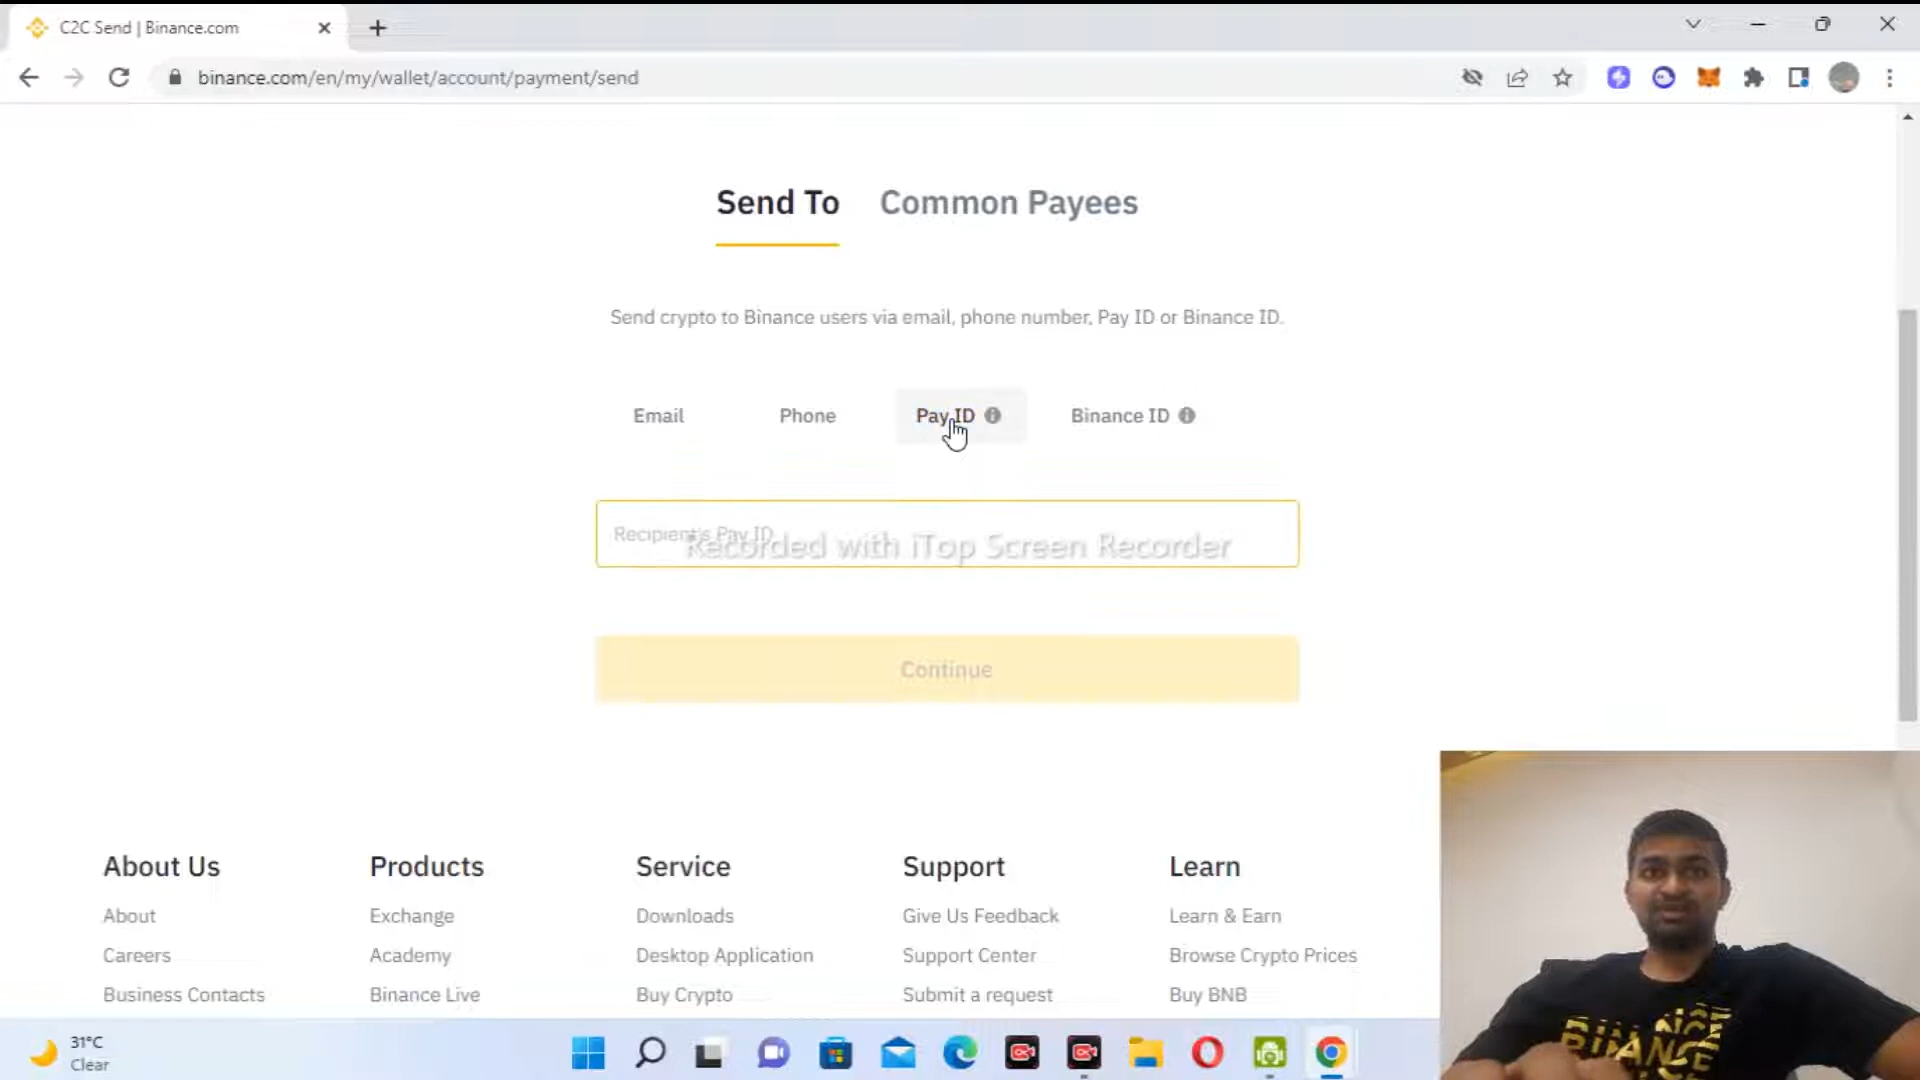 C2C Send | Binance.com
binance.com/en/my/wallet/account/payment/send
Send To Common Payees
Send crypto to Binance users via email, phone number, Pay ID or Binance ID.
Email Phone Pay ID Binance ID
Recipient's Pay ID
Recorded with iTop Screen Recorder
Continue
About Us Products Service Support Learn
About Exchange Downloads Give Us Feedback Learn & Earn
Careers Academy Desktop Application Support Center Browse Crypto Prices
Business Contacts Binance Live Buy Crypto Submit a request Buy BNB
31°C
Clear
BINANCE